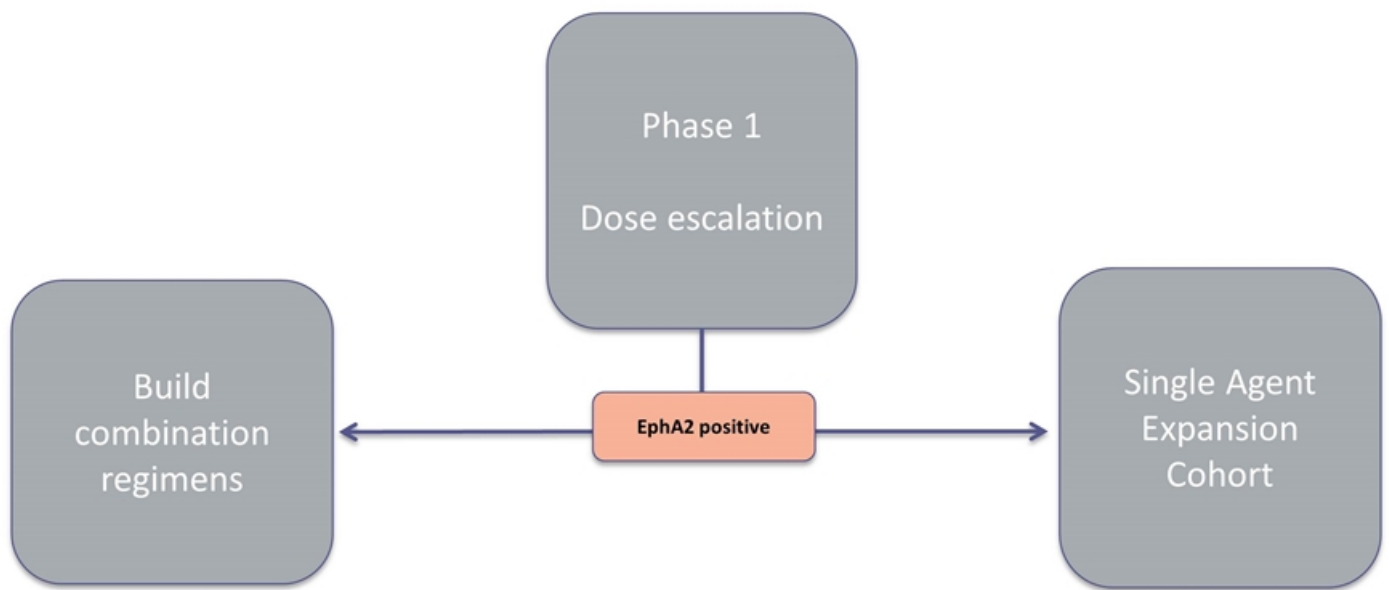 Phase 1
Dose escalation
EphA2 positive
Build
combination
regimens
Single Agent
Expansion
Cohort